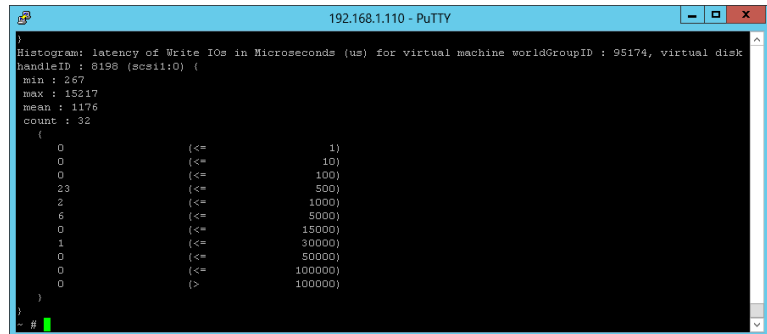 192.168.1.110 - PuTTY
}
Histogram: latency of Write IOs in Microseconds (us) for virtual machine worldGroupID : 95174, virtual disk
handleID : 8198 (scsi1:0) {
min : 267
max : 15217
mean : 1176
count : 32
{
0 (<= 1)
0 (<= 10)
0 (<= 100)
23 (<= 500)
2 (<= 1000)
6 (<= 5000)
0 (<= 15000)
1 (<= 30000)
0 (<= 50000)
0 (<= 100000)
0 (> 100000)
}
}
~ #